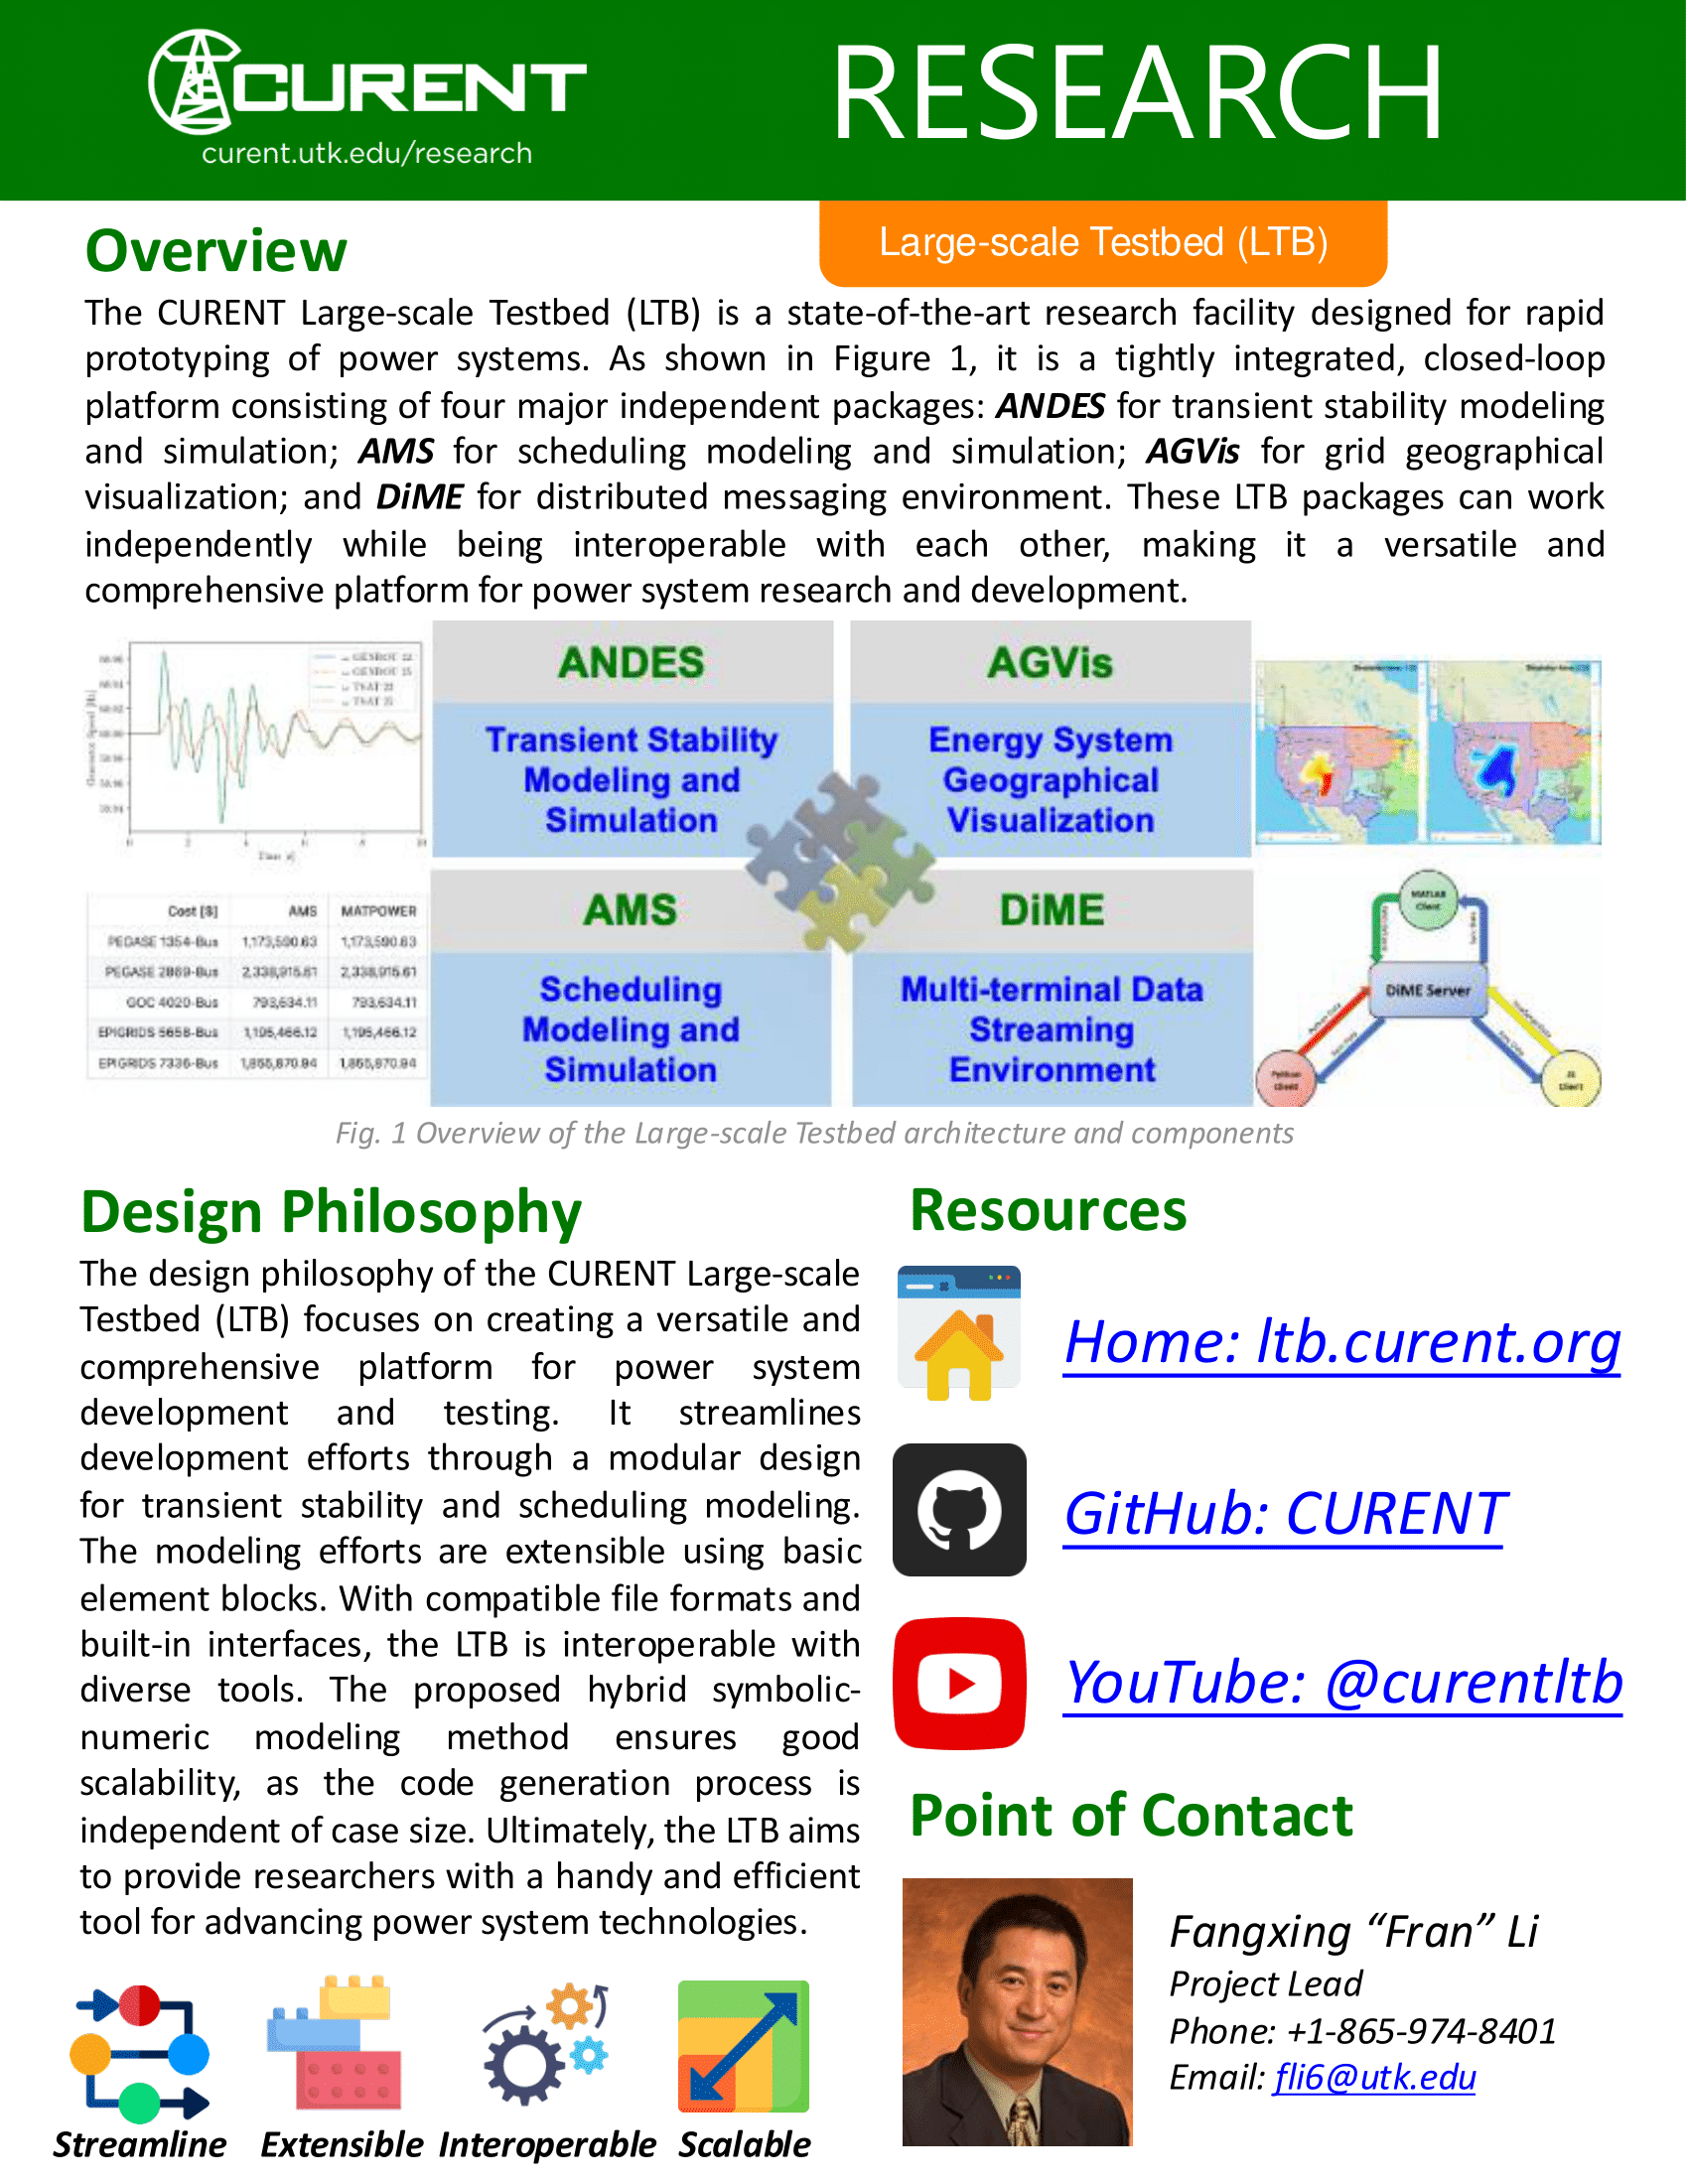 CURENT
curent.utk.edu/research
RESEARCH
Large-scale Testbed (LTB)
Overview
The CURENT Large-scale Testbed (LTB) is a state-of-the-art research facility designed for rapid
prototyping of power systems. As shown in Figure 1, it is a tightly integrated, closed-loop
platform consisting of four major independent packages: ANDES for transient stability modeling
and simulation; AMS for scheduling modeling and simulation; AGVis for grid geographical
visualization; and DiME for distributed messaging environment. These LTB packages can work
independently while being interoperable with each other, making it a versatile and
comprehensive platform for power system research and development.
ANDES
Transient Stability
Modeling and
Simulation
AGVis
Energy System
Geographical
Visualization
Cost [$] AMS MATPOWER
PEGASE 1354-Bus 1,173,590.63 1,173,590.63
PEGASE 2869-Bus 2,338,915.61 2,338,915.61
GOC 4020-Bus 793,634.11 793,634.11
EPIGRIDS 5658-Bus 1,195,466.12 1,195,466.12
EPIGRIDS 7336-Bus 1,865,870.94 1,865,870.94
AMS
Scheduling
Modeling and
Simulation
DiME
Multi-terminal Data
Streaming
Environment
MATLAB
Client
DiME Server
Python
Client
JS
Client
Fig. 1 Overview of the Large-scale Testbed architecture and components
Design Philosophy
The design philosophy of the CURENT Large-scale
Testbed (LTB) focuses on creating a versatile and
comprehensive platform for power system
development and testing. It streamlines
development efforts through a modular design
for transient stability and scheduling modeling.
The modeling efforts are extensible using basic
element blocks. With compatible file formats and
built-in interfaces, the LTB is interoperable with
diverse tools. The proposed hybrid symbolic-
numeric modeling method ensures good
scalability, as the code generation process is
independent of case size. Ultimately, the LTB aims
to provide researchers with a handy and efficient
tool for advancing power system technologies.
Streamline Extensible Interoperable Scalable
Resources
Home: ltb.curent.org
GitHub: CURENT
YouTube: @curentltb
Point of Contact
Fangxing “Fran” Li
Project Lead
Phone: +1-865-974-8401
Email: fli6@utk.edu